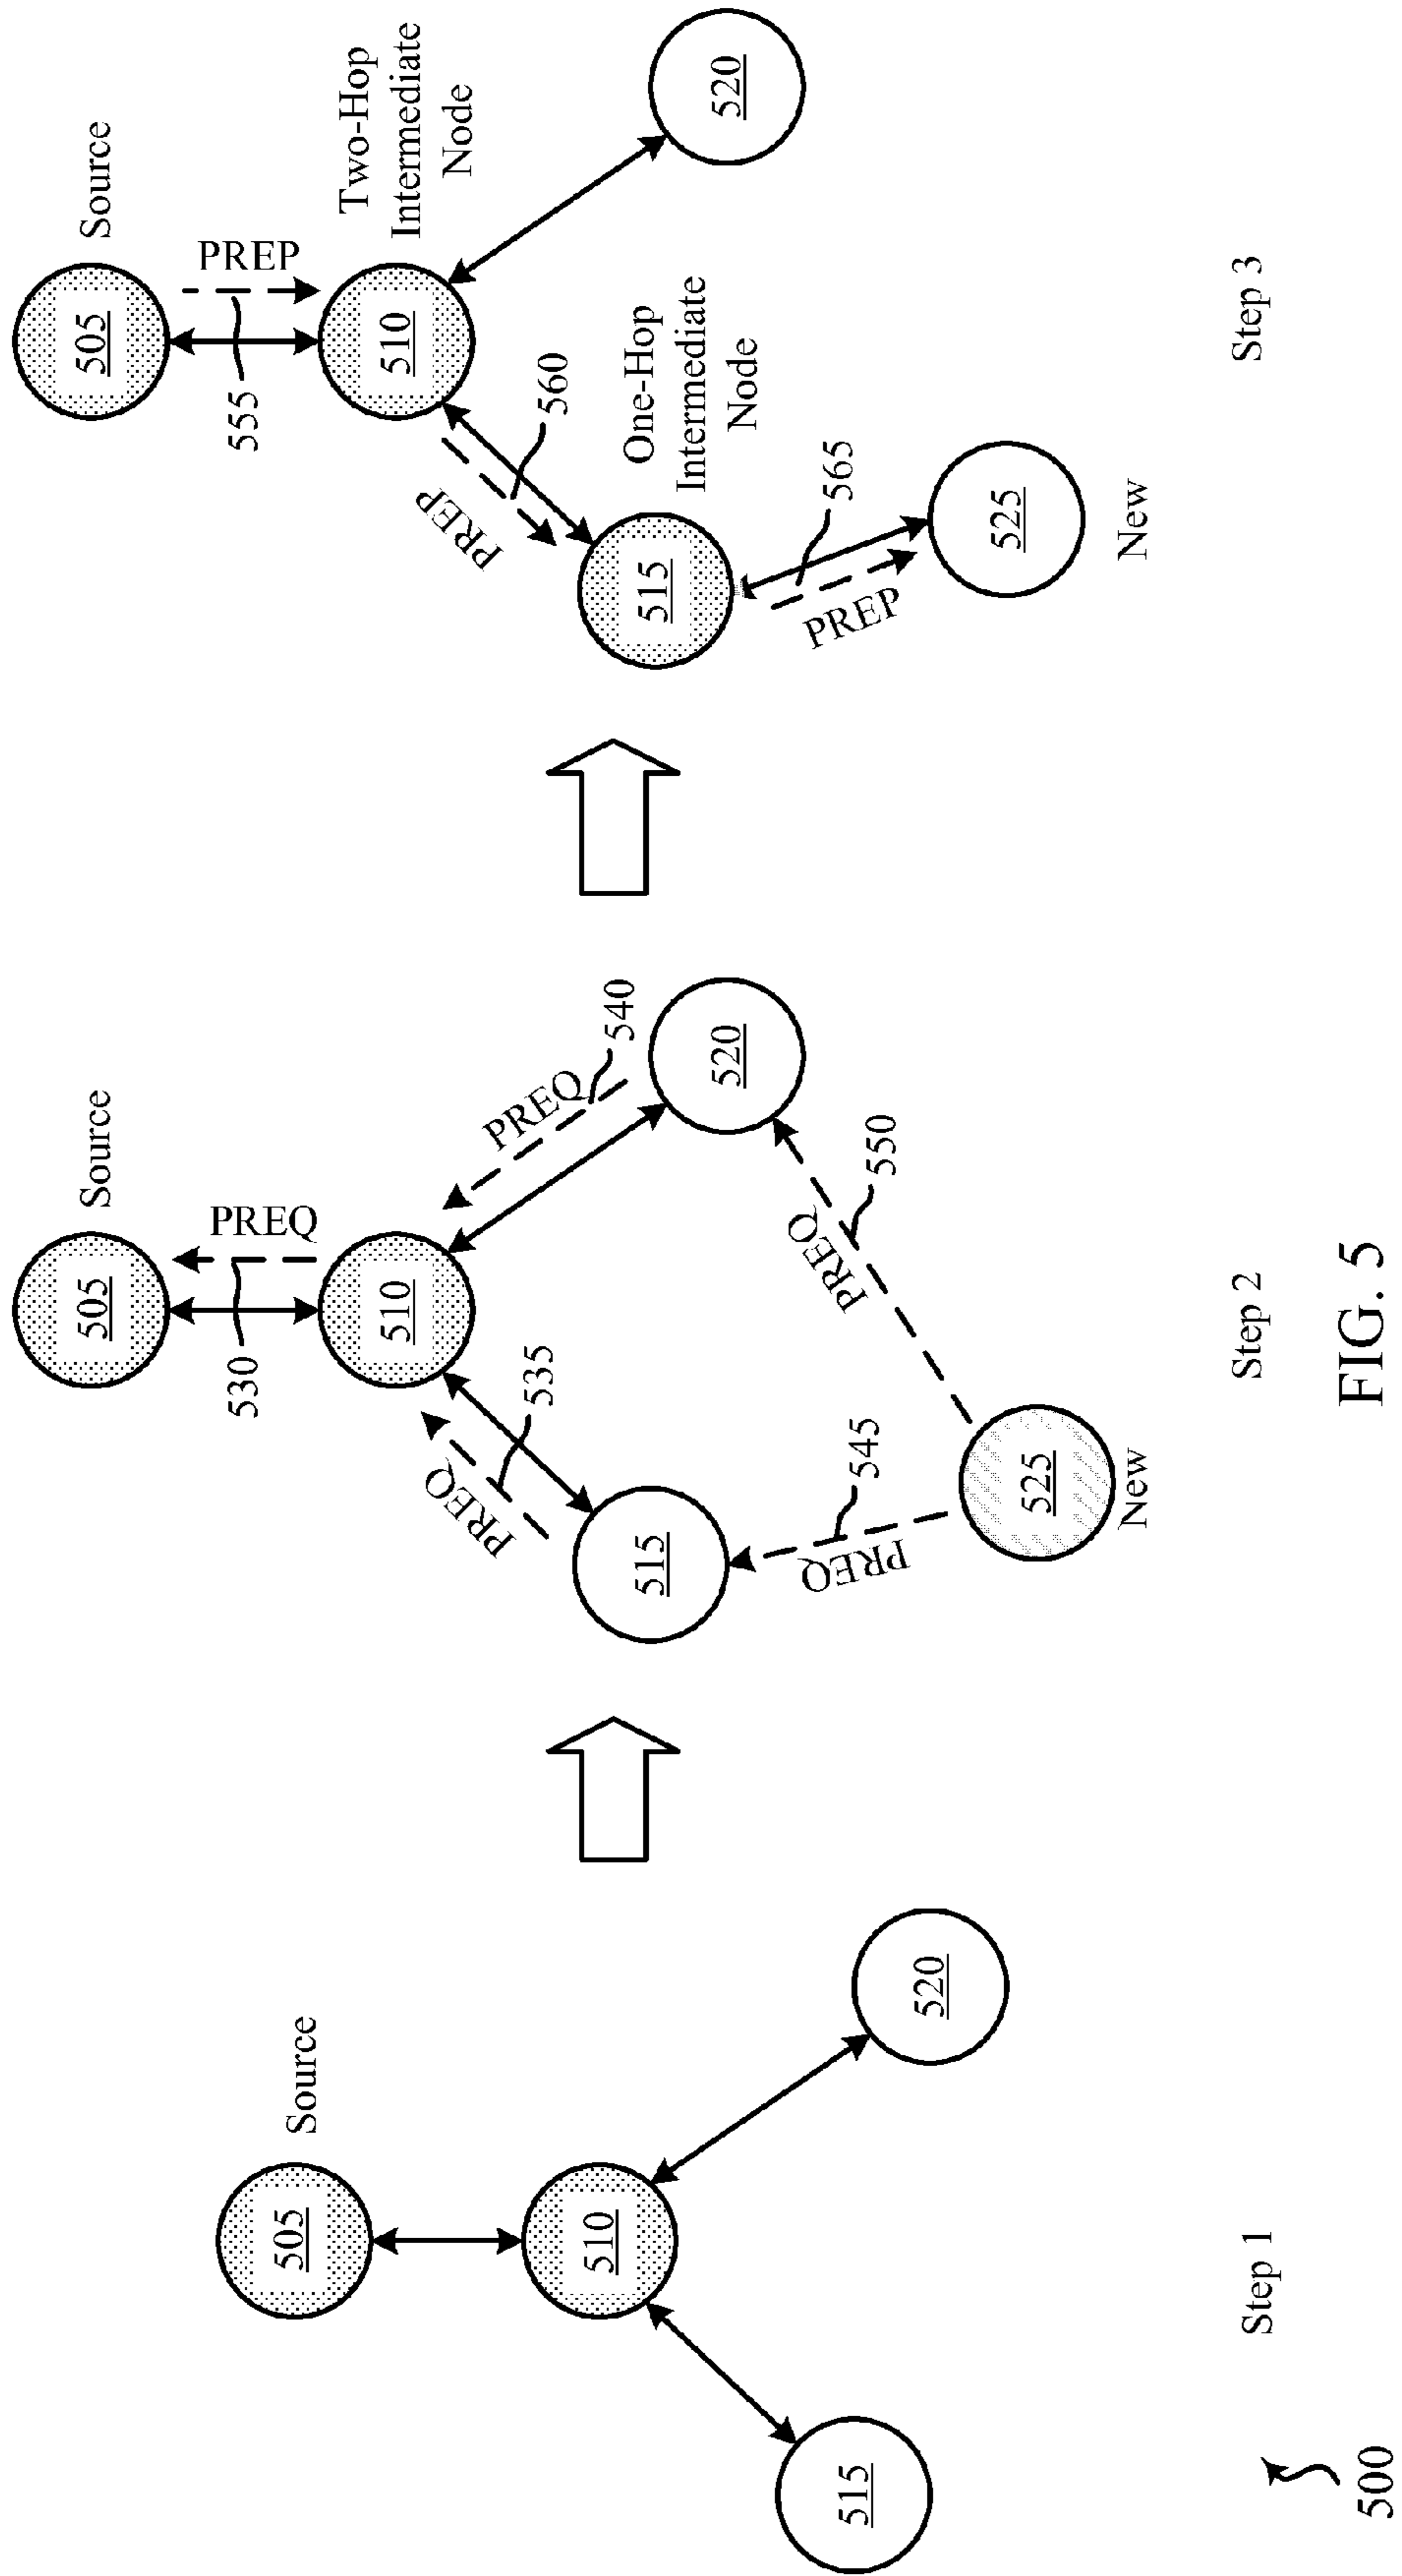 Source
505
510
515
520
Step 1
Source
505
PREQ
530
510
PREQ
535
PREQ
540
515
520
PREQ
545
PREQ
550
525
New
Step 2
Source
505
PREP
555
510
Two-Hop
Intermediate
Node
PREP
560
515
One-Hop
Intermediate
Node
520
PREP
565
525
New
Step 3
500
FIG. 5